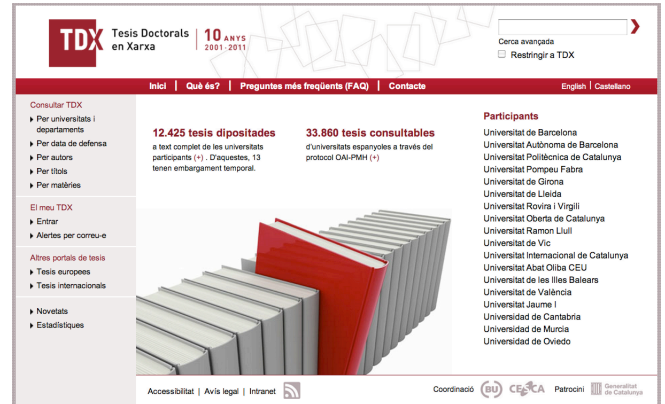 TDX
Tesis Doctorals
en Xarxa
10 ANYS
2001-2011
Cerca avançada
Restringir a TDX
Inici | Què és? | Preguntes més freqüents (FAQ) | Contacte
English | Castellano
Consultar TDX
Per universitats i
departaments
Per data de defensa
Per autors
Per títols
Per matèries
El meu TDX
Entrar
Alertes per correu-e
Altres portals de tesis
Tesis europees
Tesis internacionals
Novetats
Estadístiques
12.425 tesis dipositades
a text complet de les universitats
participants (+) . D'aquestes, 13
tenen embargament temporal.
33.860 tesis consultables
d'universitats espanyoles a través del
protocol OAI-PMH (+)
Participants
Universitat de Barcelona
Universitat Autònoma de Barcelona
Universitat Politècnica de Catalunya
Universitat Pompeu Fabra
Universitat de Girona
Universitat de Lleida
Universitat Rovira i Virgili
Universitat Oberta de Catalunya
Universitat Ramon Llull
Universitat de Vic
Universitat Internacional de Catalunya
Universitat Abat Oliba CEU
Universitat de les Illes Balears
Universitat de València
Universitat Jaume I
Universidad de Cantabria
Universidad de Murcia
Universidad de Oviedo
Accessibilitat | Avís legal | Intranet
Coordinació
BU
CESCA
Patrocini
Generalitat
de Catalunya